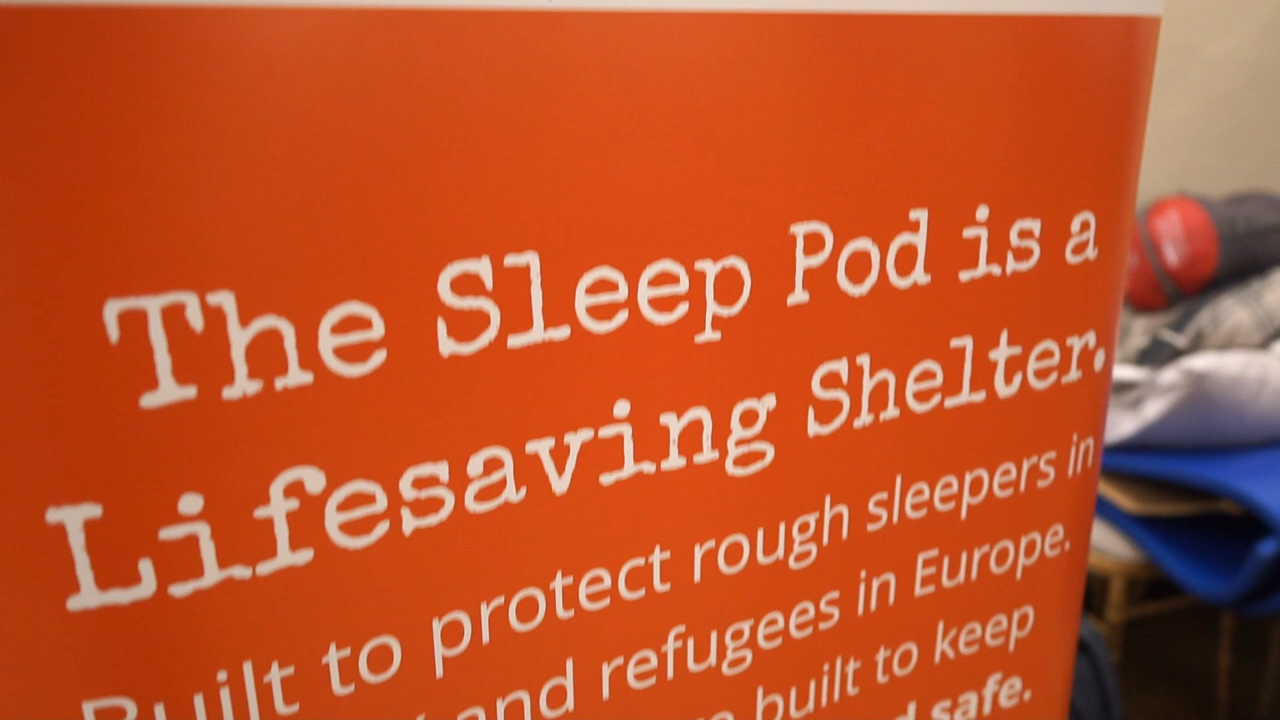 The Sleep Pod is a
Lifesaving Shelter.
Built to protect rough sleepers in
and refugees in Europe.
built to keep
safe.